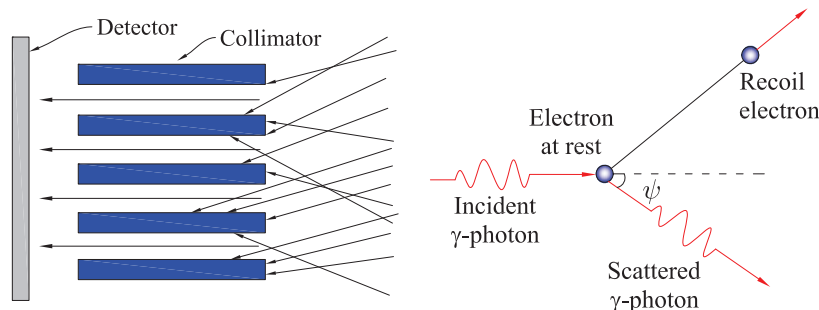 Detector
Collimator
Recoil
electron
Electron
at rest
ψ
Incident
γ-photon
Scattered
γ-photon